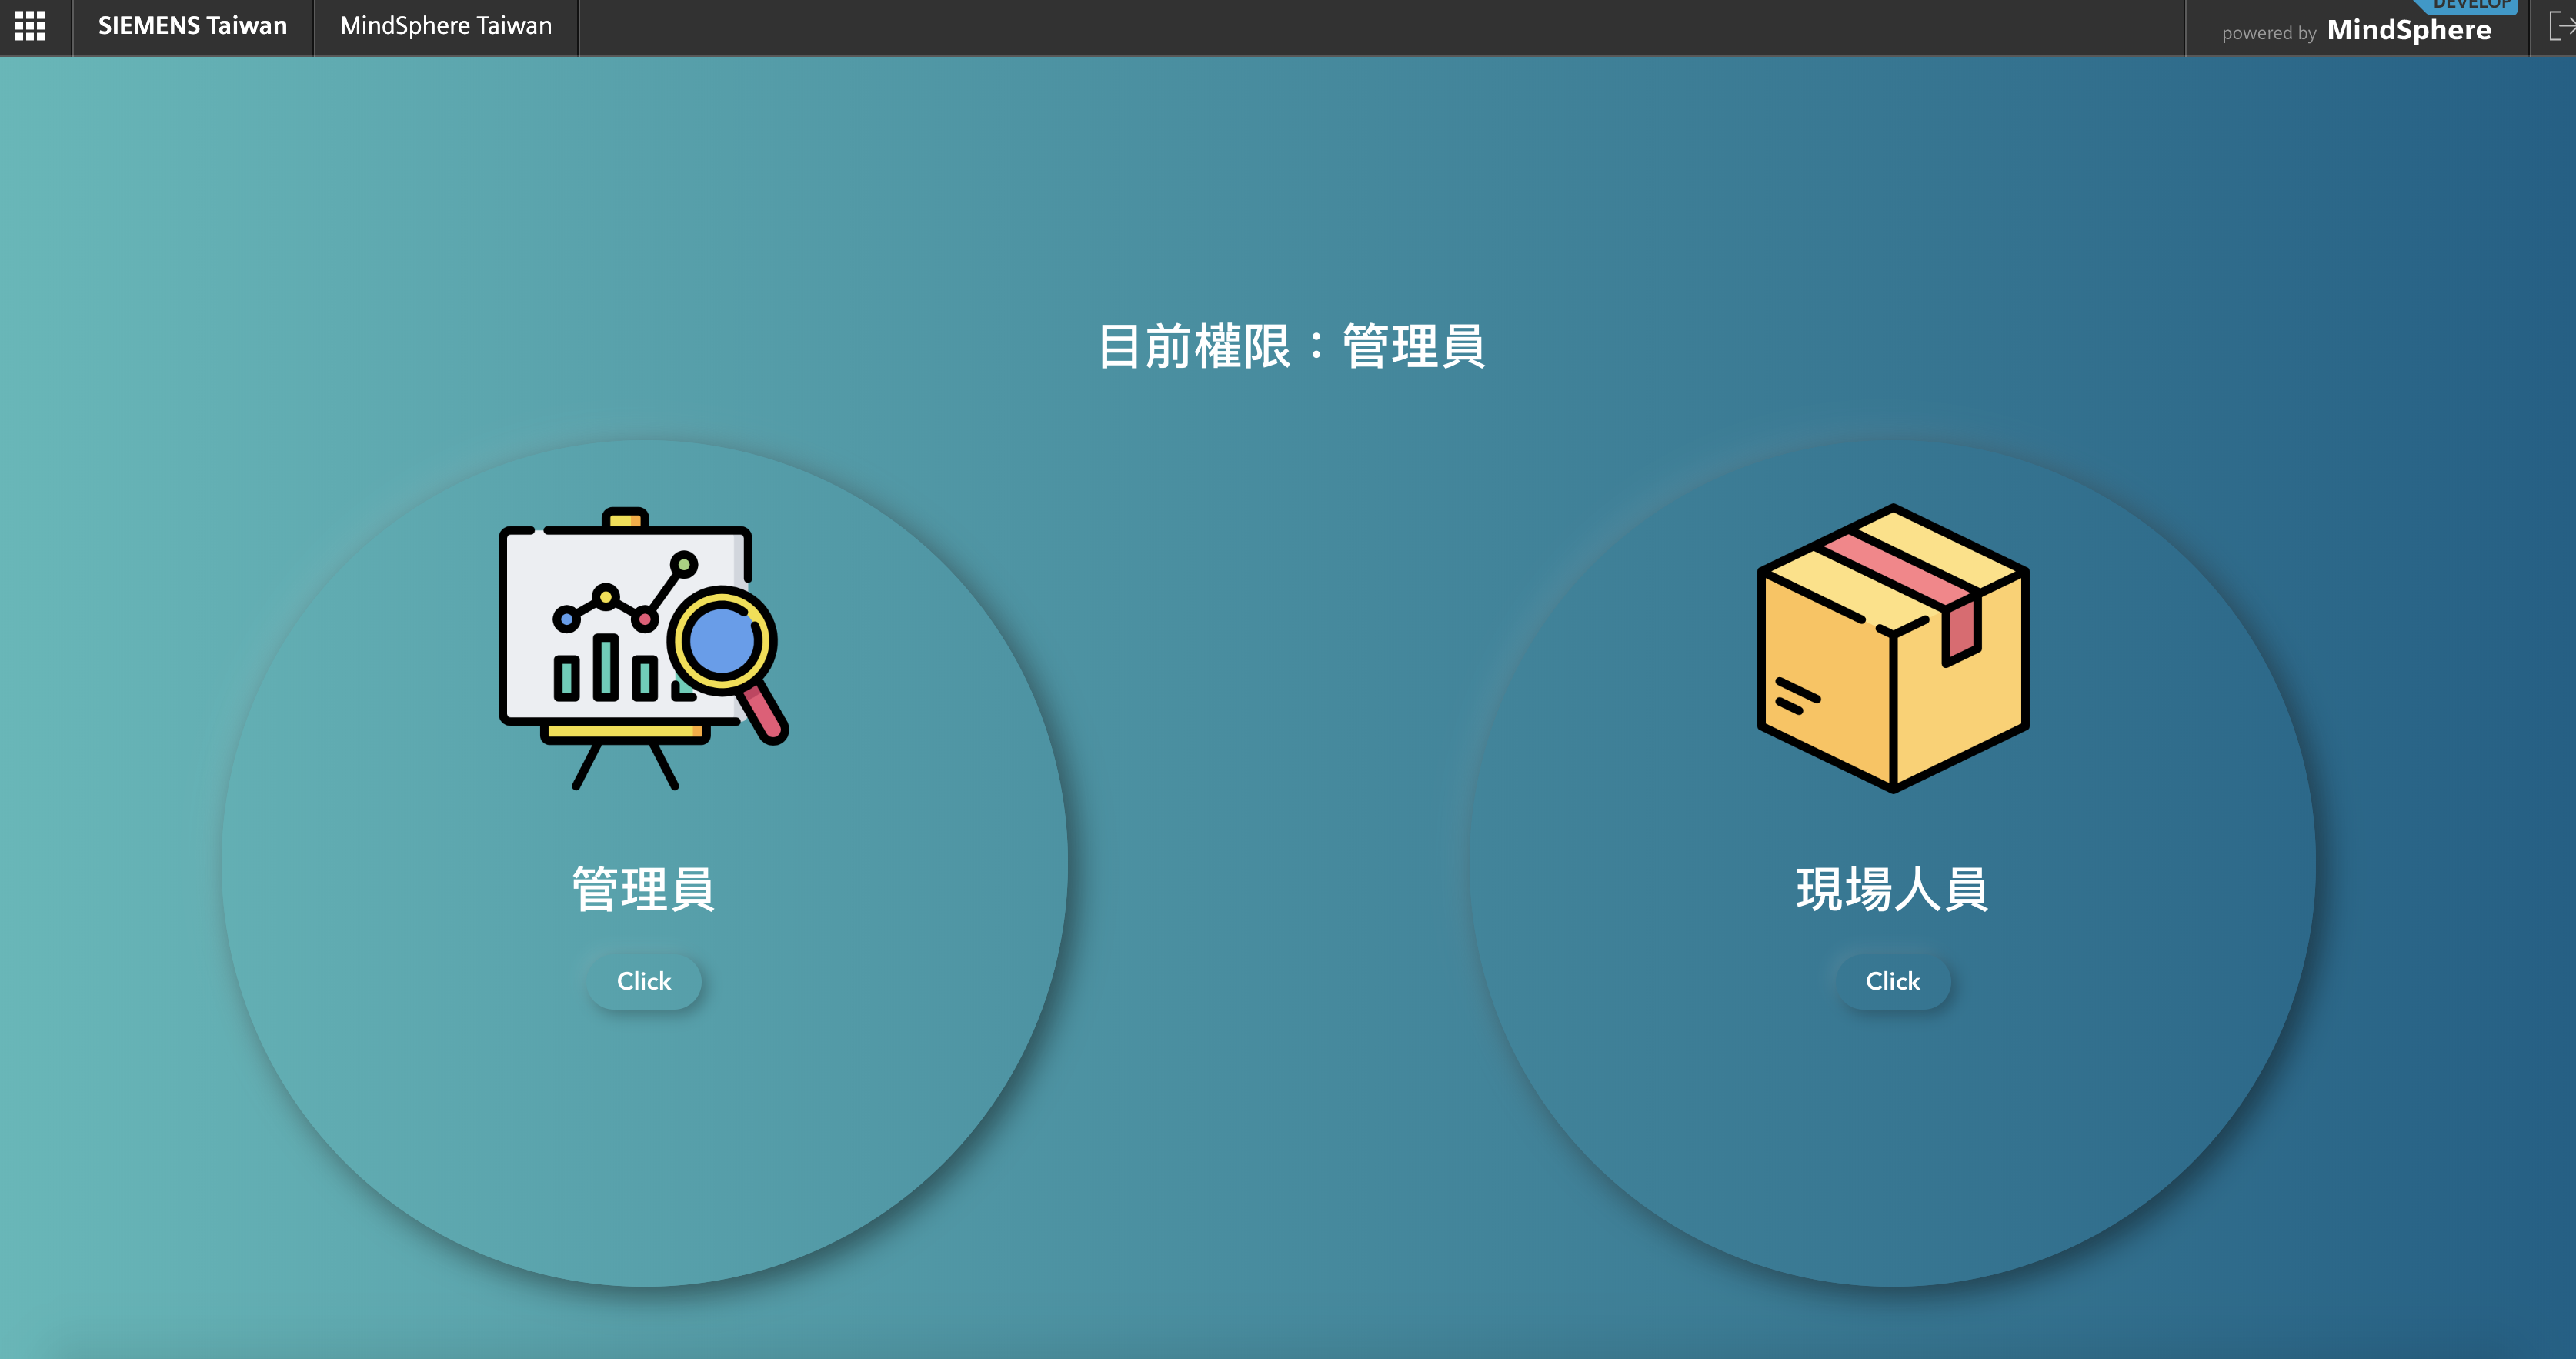 SIEMENS Taiwan
MindSphere Taiwan
DEVELOP
powered by MindSphere
目前權限：管理員
管理員
現場人員
Click
Click